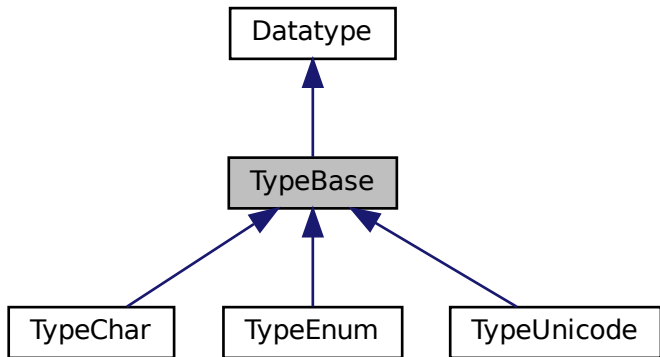 Datatype
TypeBase
TypeChar
TypeEnum
TypeUnicode